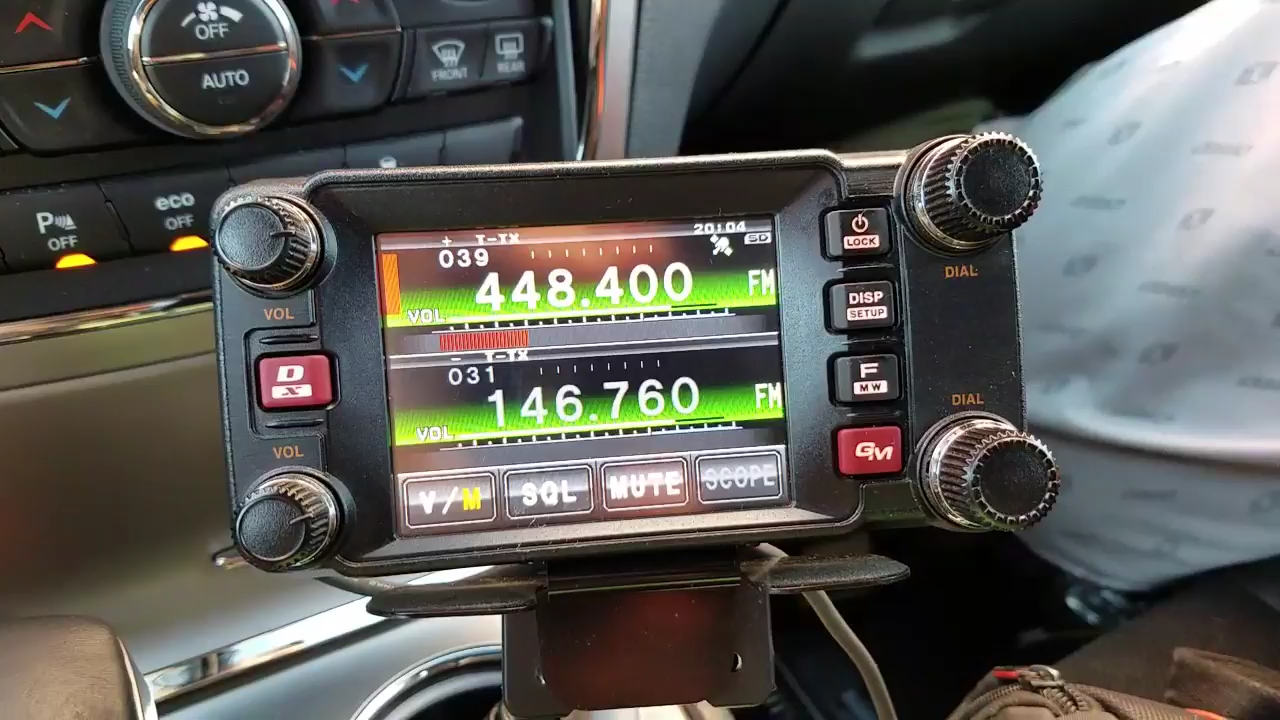 OFF
AUTO
FRONT
REAR
P
OFF
eco
OFF
20:04
+ T-TX
SD
039
448.400 FM
VOL
- T-TX
031
146.760 FM
VOL
V/M SQL MUTE SCOPE
VOL
D
X
VOL
LOCK
DISP
SETUP
F
MW
GM
DIAL
DIAL